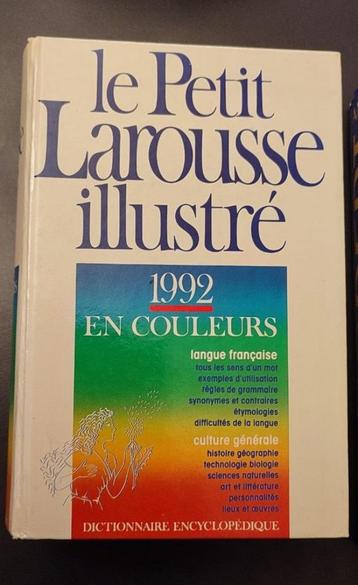 le Petit
Larousse
illustré
1992
EN COULEURS
langue française
tous les sens d'un mot
exemples d'utilisation
règles de grammaire
synonymes et contraires
étymologies
difficultés de la langue
culture générale
histoire géographie
technologie biologie
sciences naturelles
art et littérature
personnalités
lieux et œuvres
DICTIONNAIRE ENCYCLOPÉDIQUE